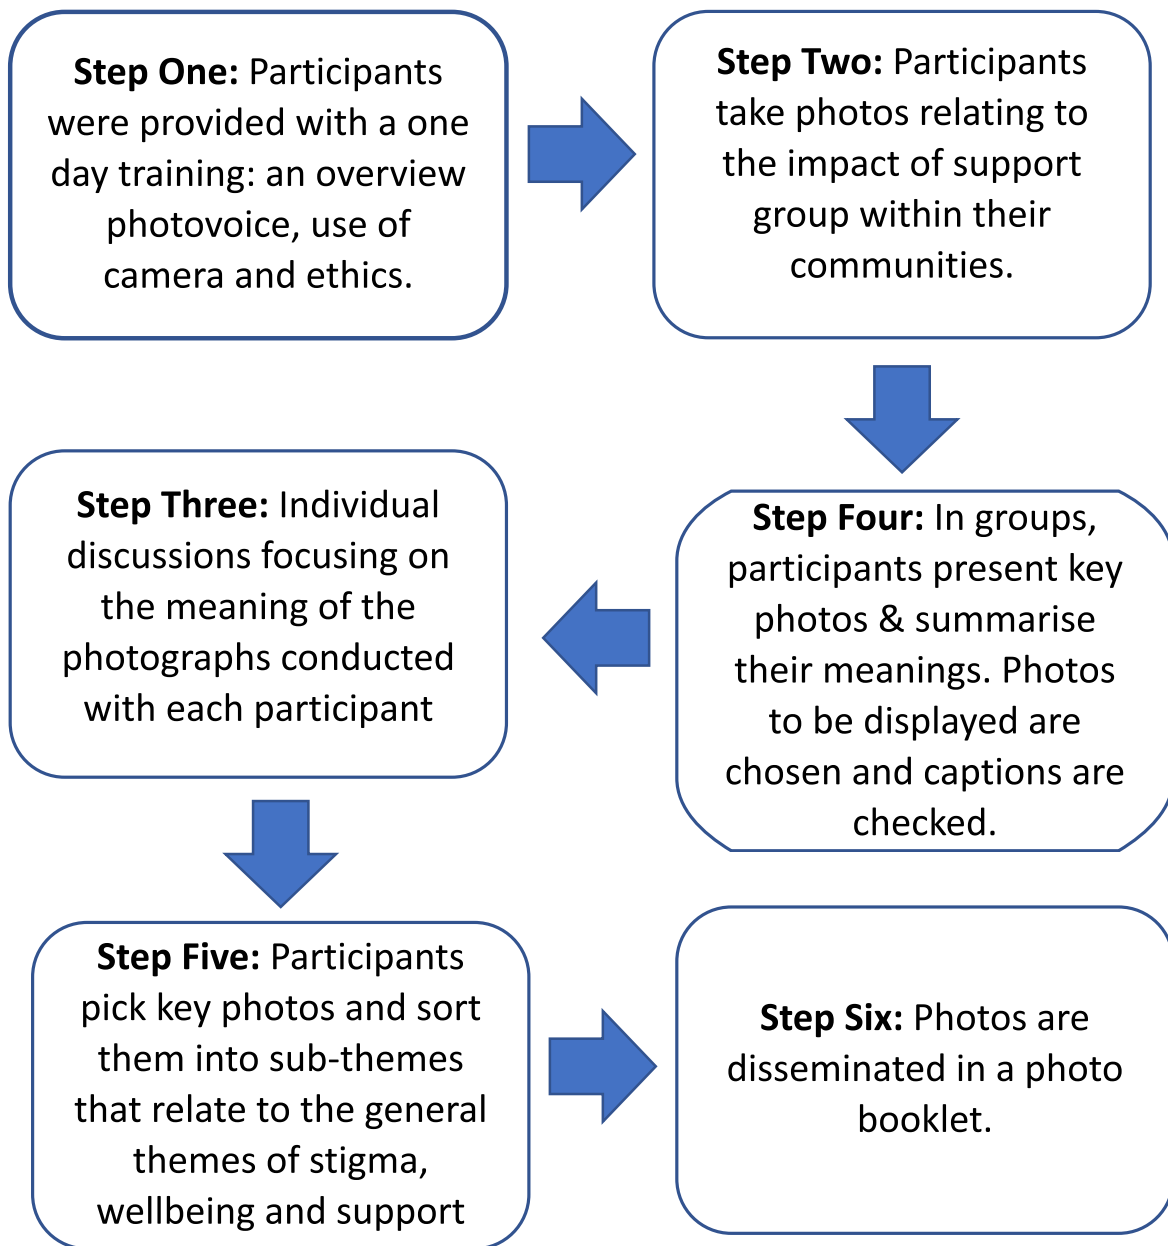 Step One: Participants
were provided with a one
day training: an overview
photovoice, use of
camera and ethics.
Step Two: Participants
take photos relating to
the impact of support
group within their
communities.
Step Three: Individual
discussions focusing on
the meaning of the
photographs conducted
with each participant
Step Four: In groups,
participants present key
photos & summarise
their meanings. Photos
to be displayed are
chosen and captions are
checked.
Step Five: Participants
pick key photos and sort
them into sub-themes
that relate to the general
themes of stigma,
wellbeing and support
Step Six: Photos are
disseminated in a photo
booklet.